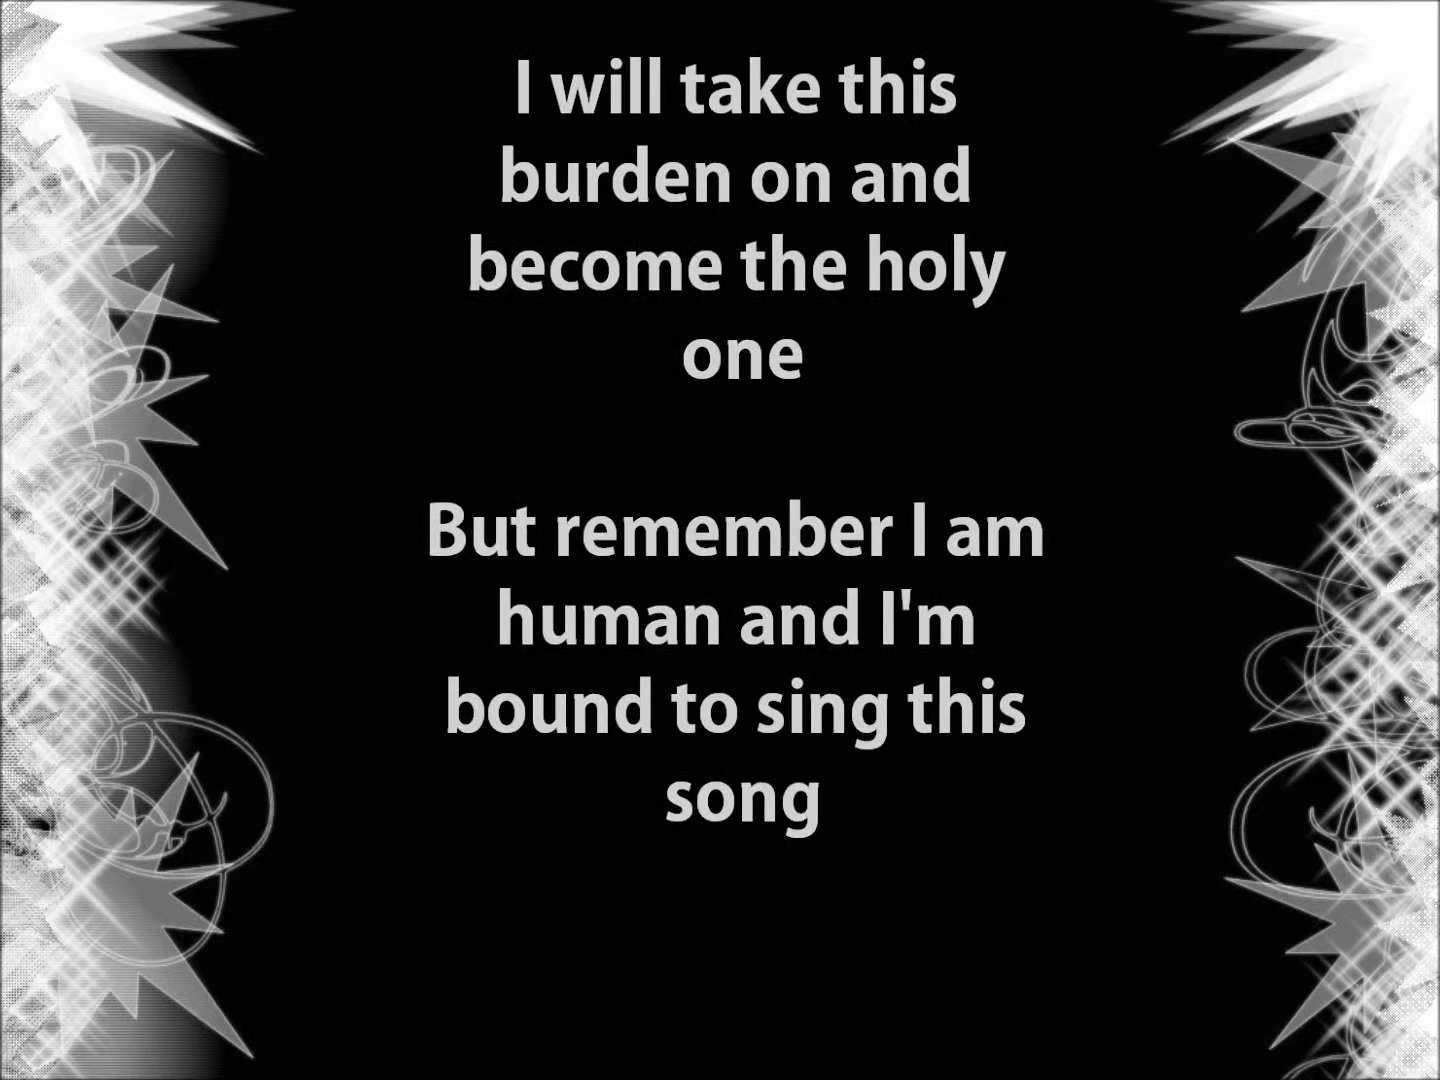 I will take this
burden on and
become the holy
one
But remember I am
human and I'm
bound to sing this
song